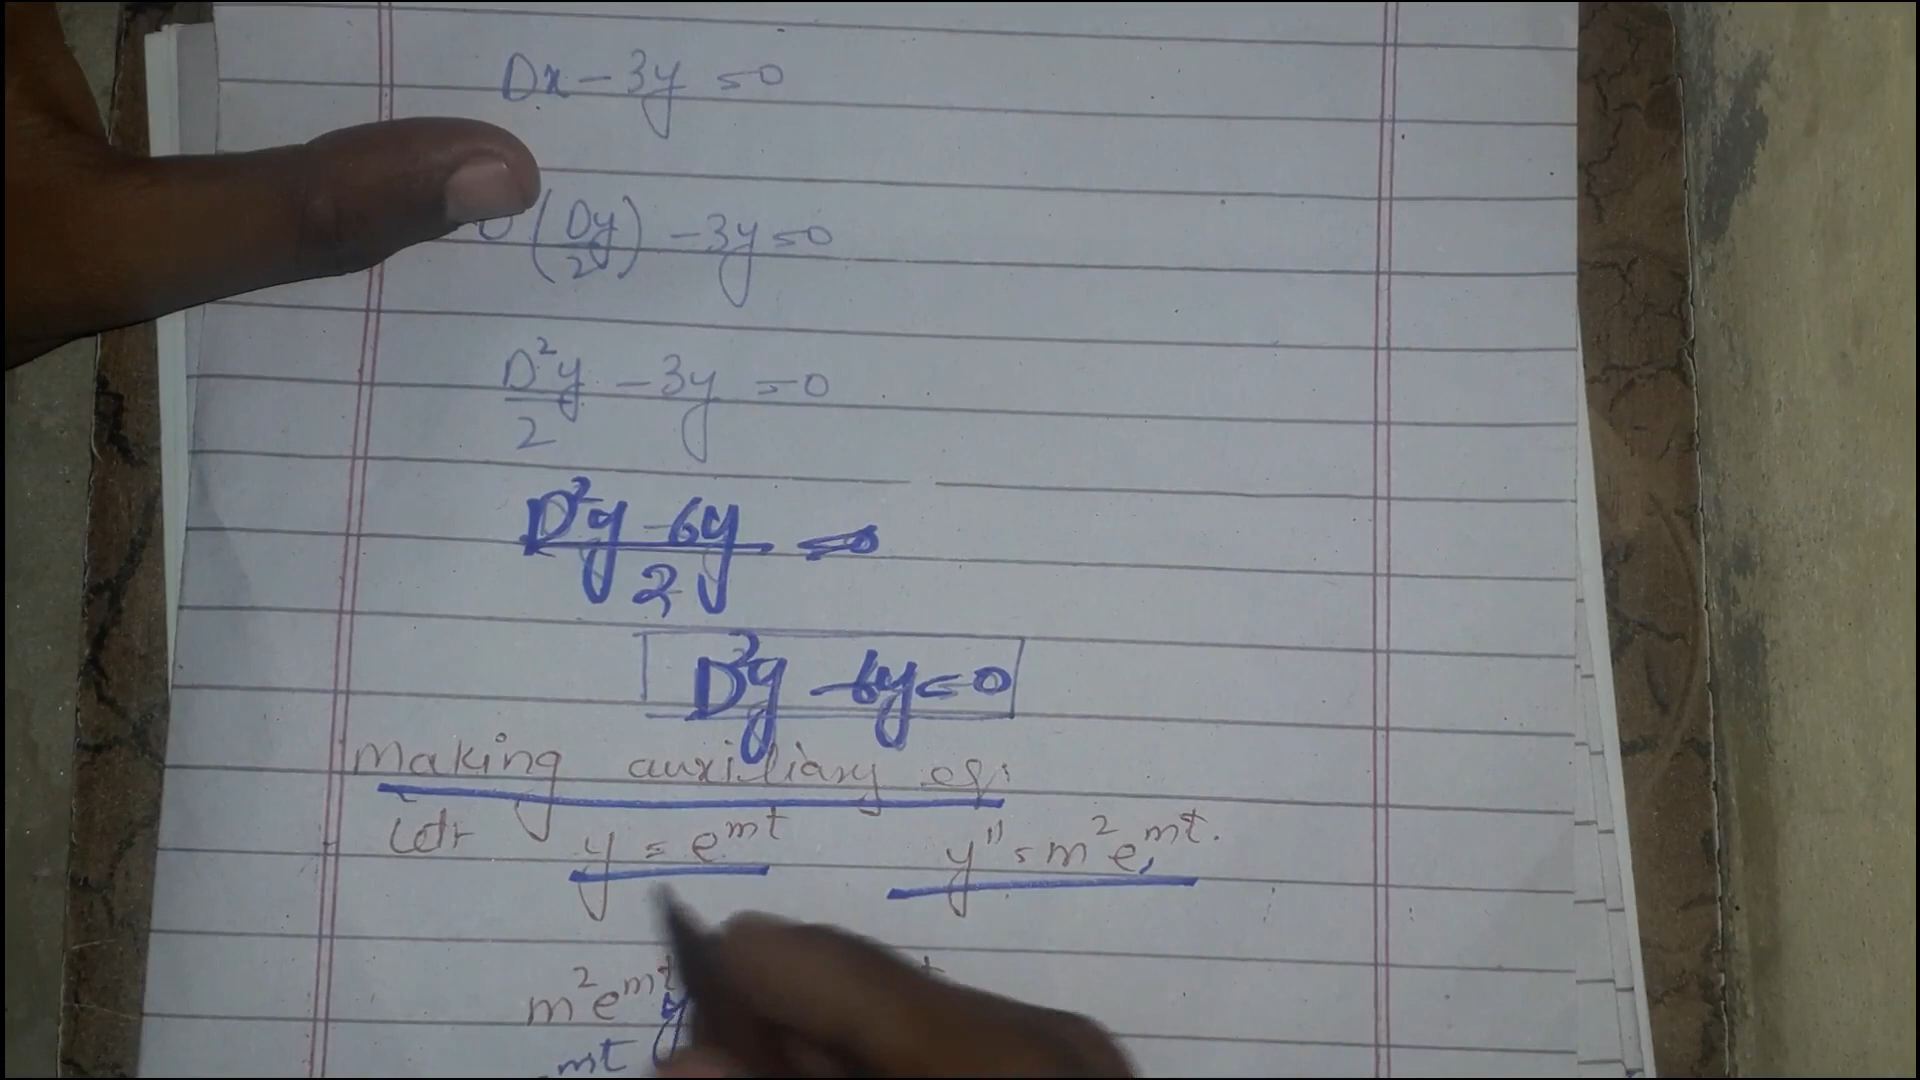 Dx - 3y = 0
D(Dy/2) - 3y = 0
D²y/2 - 3y = 0
D²y - 6y/2 = 0
D²y - 6y = 0
Making auxiliary eq:
Let y = e^mt y" = m²e^mt.
m²e^mt
mt